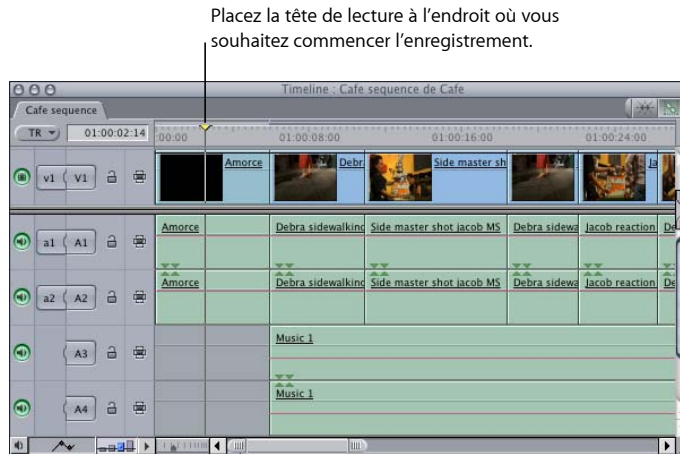 Placez la tête de lecture à l'endroit où vous
souhaitez commencer l'enregistrement.
Timeline : Cafe sequence de Cafe
Cafe sequence
TR 01:00:02:14 :00:00 01:00:08:00 01:00:16:00 01:00:24:00
v1 V1 Amorce Debr Side master sh Ja
a1 A1 Amorce Debra sidewalking Side master shot jacob MS Debra sidewa Jacob reaction De
a2 A2 Amorce Debra sidewalking Side master shot jacob MS Debra sidewa Jacob reaction De
A3 Music 1
A4 Music 1